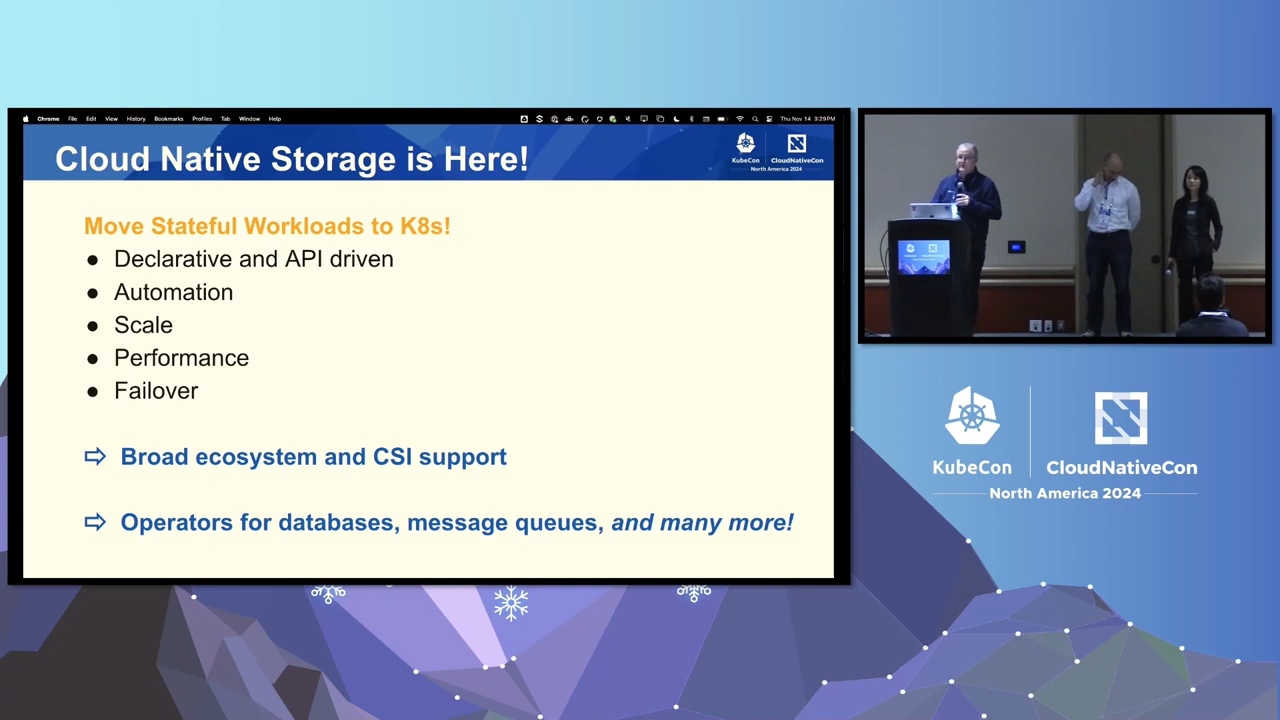 Chrome File Edit View History Bookmarks Profiles Tab Window Help
Thu Nov 14 3:29PM
Cloud Native Storage is Here!
KubeCon CloudNativeCon
North America 2024
Move Stateful Workloads to K8s!
● Declarative and API driven
● Automation
● Scale
● Performance
● Failover
⇨ Broad ecosystem and CSI support
⇨ Operators for databases, message queues, and many more!
KubeCon CloudNativeCon
North America 2024